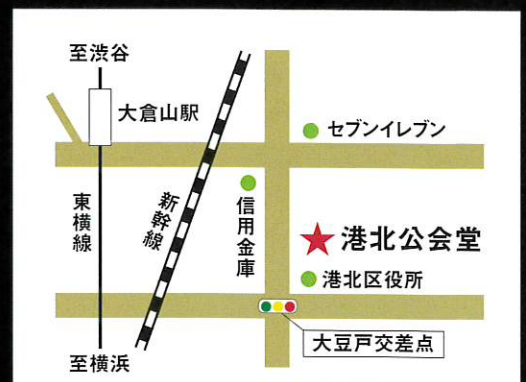 至渋谷
大倉山駅
セブンイレブン
東横線
新幹線
信用金庫
港北公会堂
港北区役所
大豆戸交差点
至横浜